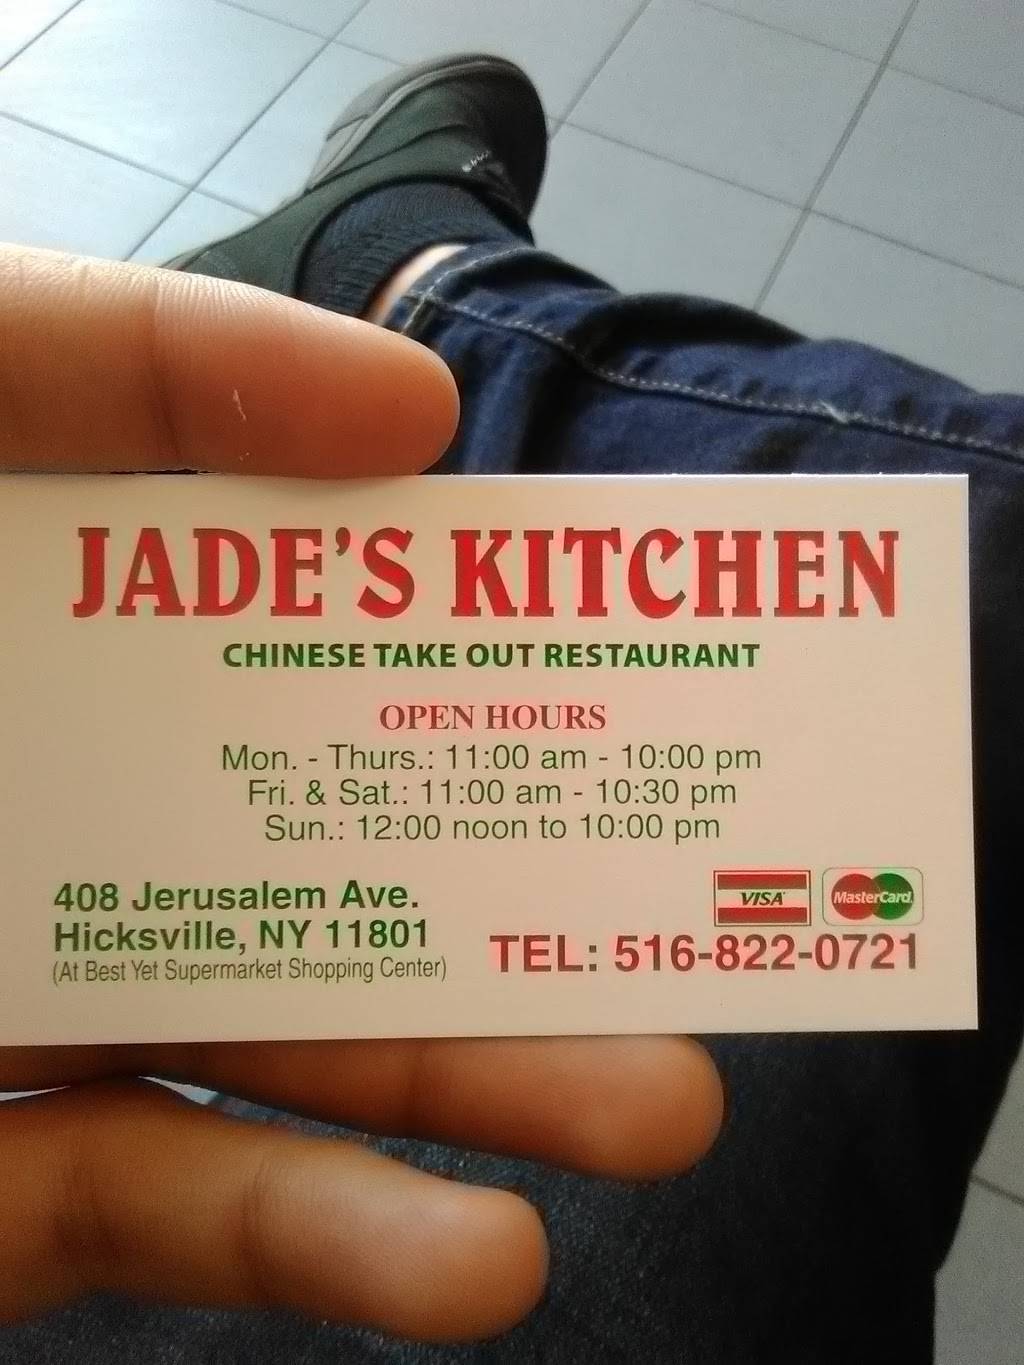 JADE'S KITCHEN
CHINESE TAKE OUT RESTAURANT
OPEN HOURS
Mon. - Thurs.: 11:00 am - 10:00 pm
Fri. & Sat.: 11:00 am - 10:30 pm
Sun.: 12:00 noon to 10:00 pm
408 Jerusalem Ave.
Hicksville, NY 11801
(At Best Yet Supermarket Shopping Center)
VISA
MasterCard
TEL: 516-822-0721